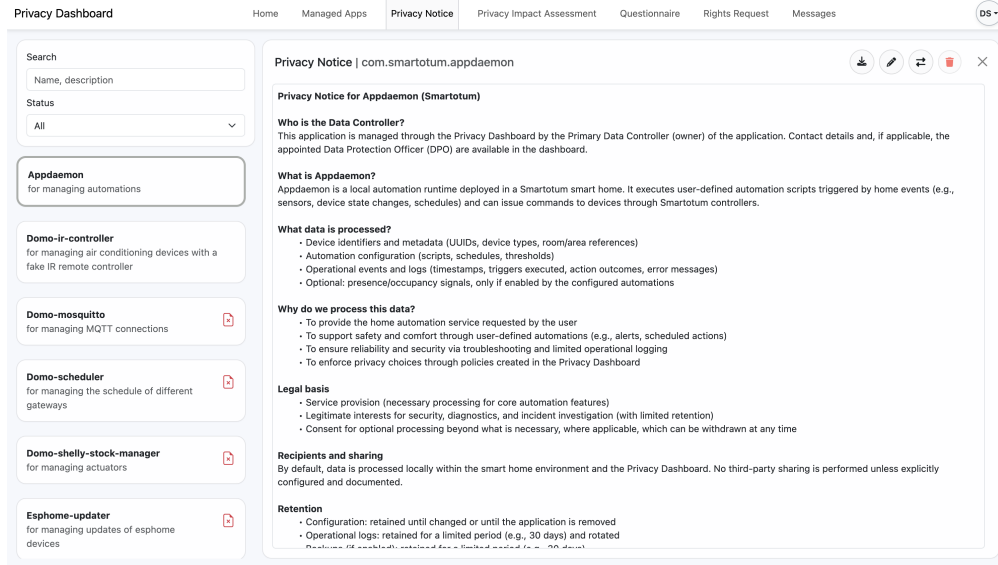 Privacy Dashboard
Home
Managed Apps
Privacy Notice
Privacy Impact Assessment
Questionnaire
Rights Request
Messages
DS
Search
Name, description
Status
All
Appdaemon
for managing automations
Domo-ir-controller
for managing air conditioning devices with a
fake IR remote controller
Domo-mosquitto
for managing MQTT connections
Domo-scheduler
for managing the schedule of different
gateways
Domo-shelly-stock-manager
for managing actuators
Esphome-updater
for managing updates of esphome
devices
Privacy Notice | com.smartotum.appdaemon
Privacy Notice for Appdaemon (Smartotum)
Who is the Data Controller?
This application is managed through the Privacy Dashboard by the Primary Data Controller (owner) of the application. Contact details and, if applicable, the
appointed Data Protection Officer (DPO) are available in the dashboard.
What is Appdaemon?
Appdaemon is a local automation runtime deployed in a Smartotum smart home. It executes user-defined automation scripts triggered by home events (e.g.,
sensors, device state changes, schedules) and can issue commands to devices through Smartotum controllers.
What data is processed?
• Device identifiers and metadata (UUIDs, device types, room/area references)
• Automation configuration (scripts, schedules, thresholds)
• Operational events and logs (timestamps, triggers executed, action outcomes, error messages)
• Optional: presence/occupancy signals, only if enabled by the configured automations
Why do we process this data?
• To provide the home automation service requested by the user
• To support safety and comfort through user-defined automations (e.g., alerts, scheduled actions)
• To ensure reliability and security via troubleshooting and limited operational logging
• To enforce privacy choices through policies created in the Privacy Dashboard
Legal basis
• Service provision (necessary processing for core automation features)
• Legitimate interests for security, diagnostics, and incident investigation (with limited retention)
• Consent for optional processing beyond what is necessary, where applicable, which can be withdrawn at any time
Recipients and sharing
By default, data is processed locally within the smart home environment and the Privacy Dashboard. No third-party sharing is performed unless explicitly
configured and documented.
Retention
• Configuration: retained until changed or until the application is removed
• Operational logs: retained for a limited period (e.g., 30 days) and rotated
• Backups (if enabled): retained for a limited period (e.g., 30 days)